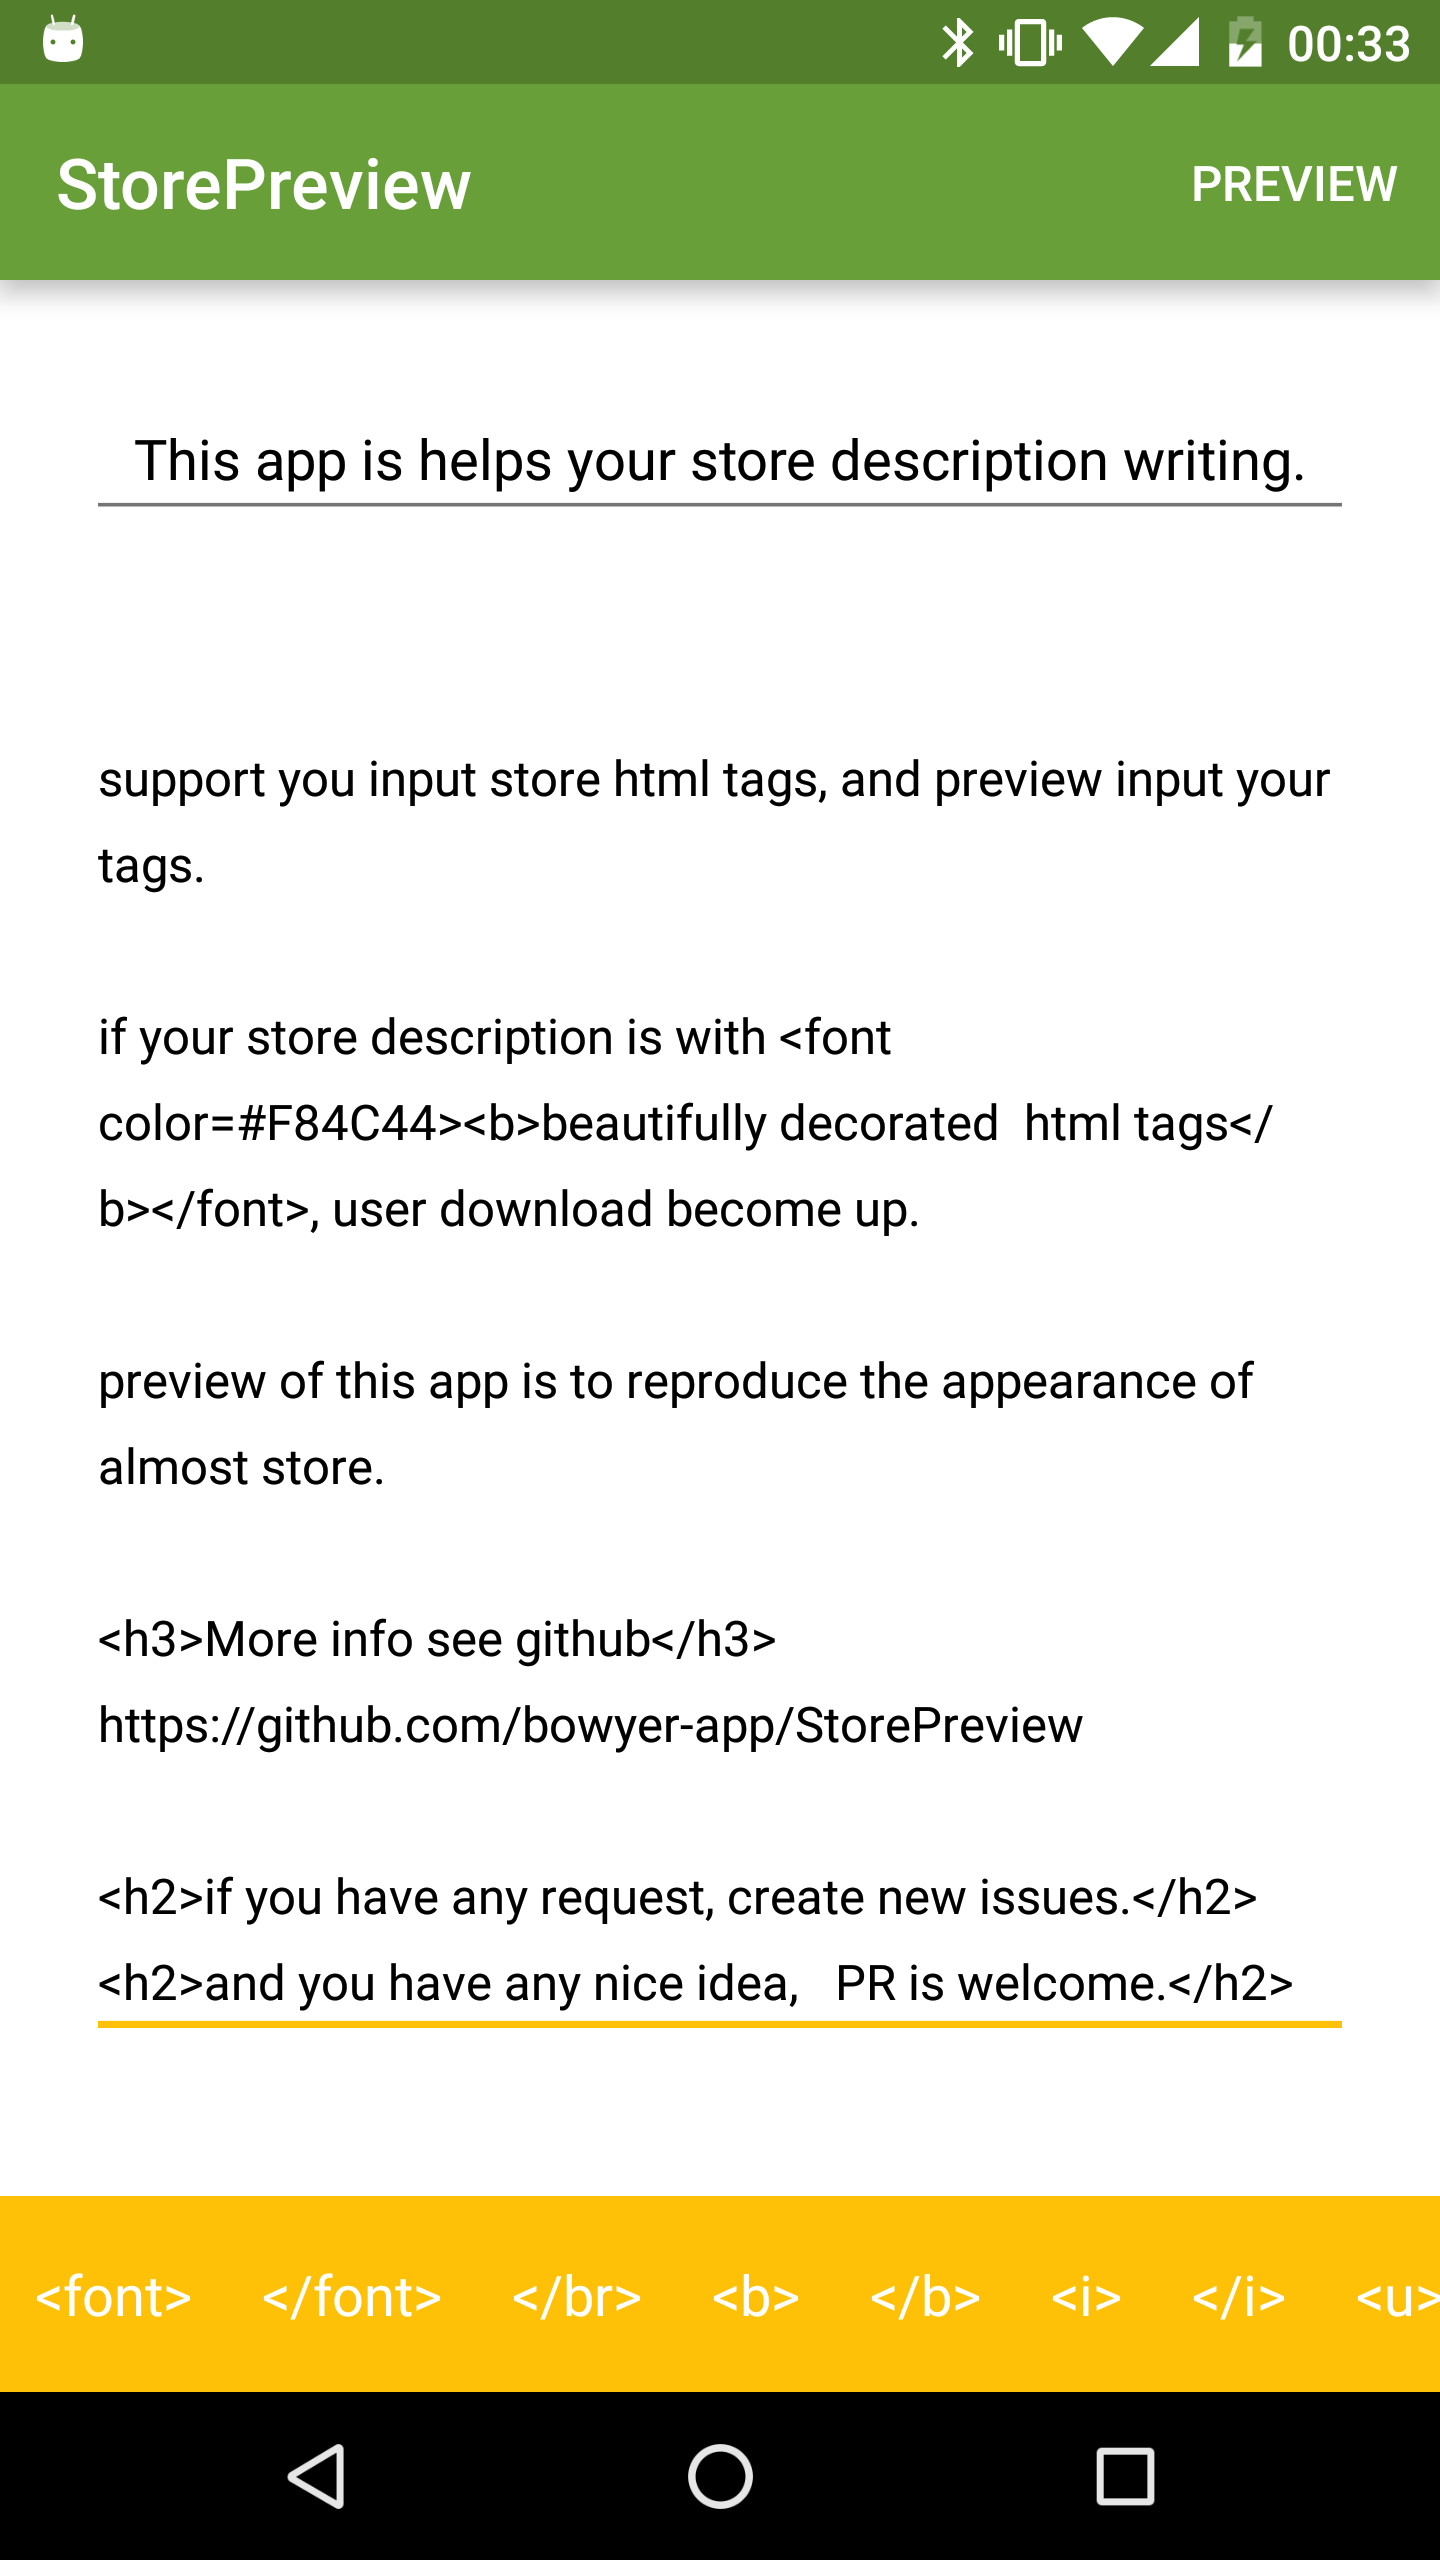 00:33
StorePreview PREVIEW
This app is helps your store description writing.
support you input store html tags, and preview input your
tags.
if your store description is with <font
color=#F84C44><b>beautifully decorated  html tags</
b></font>, user download become up.
preview of this app is to reproduce the appearance of
almost store.
<h3>More info see github</h3>
https://github.com/bowyer-app/StorePreview
<h2>if you have any request, create new issues.</h2>
<h2>and you have any nice idea,   PR is welcome.</h2>
<font> </font> </br> <b> </b> <i> </i> <u>